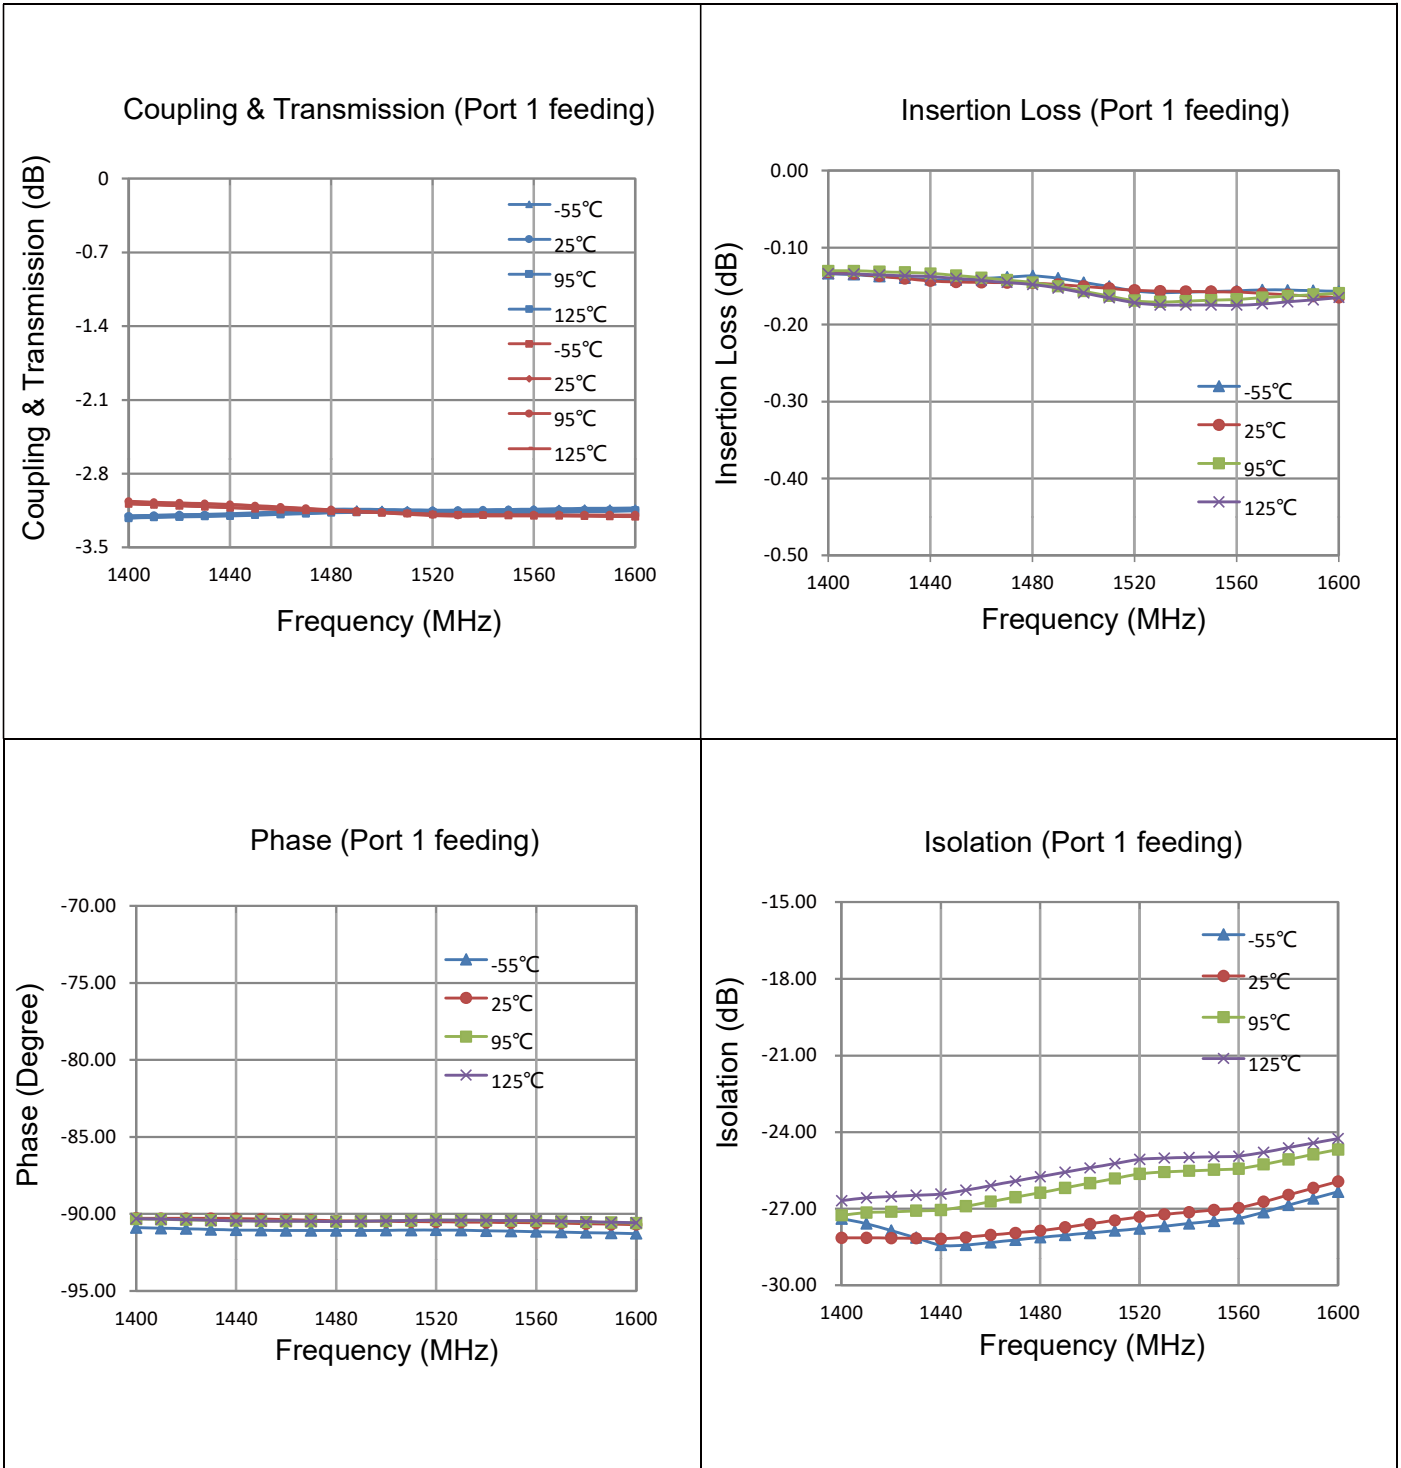 Coupling & Transmission (Port 1 feeding)
Coupling & Transmission (dB)
0
-0.7
-1.4
-2.1
-2.8
-3.5
-55℃
25℃
95℃
125℃
-55℃
25℃
95℃
125℃
1400 1440 1480 1520 1560 1600
Frequency (MHz)
Insertion Loss (Port 1 feeding)
Insertion Loss (dB)
0.00
-0.10
-0.20
-0.30
-0.40
-0.50
-55℃
25℃
95℃
125℃
1400 1440 1480 1520 1560 1600
Frequency (MHz)
Phase (Port 1 feeding)
Phase (Degree)
-70.00
-75.00
-80.00
-85.00
-90.00
-95.00
-55℃
25℃
95℃
125℃
1400 1440 1480 1520 1560 1600
Frequency (MHz)
Isolation (Port 1 feeding)
Isolation (dB)
-15.00
-18.00
-21.00
-24.00
-27.00
-30.00
-55℃
25℃
95℃
125℃
1400 1440 1480 1520 1560 1600
Frequency (MHz)